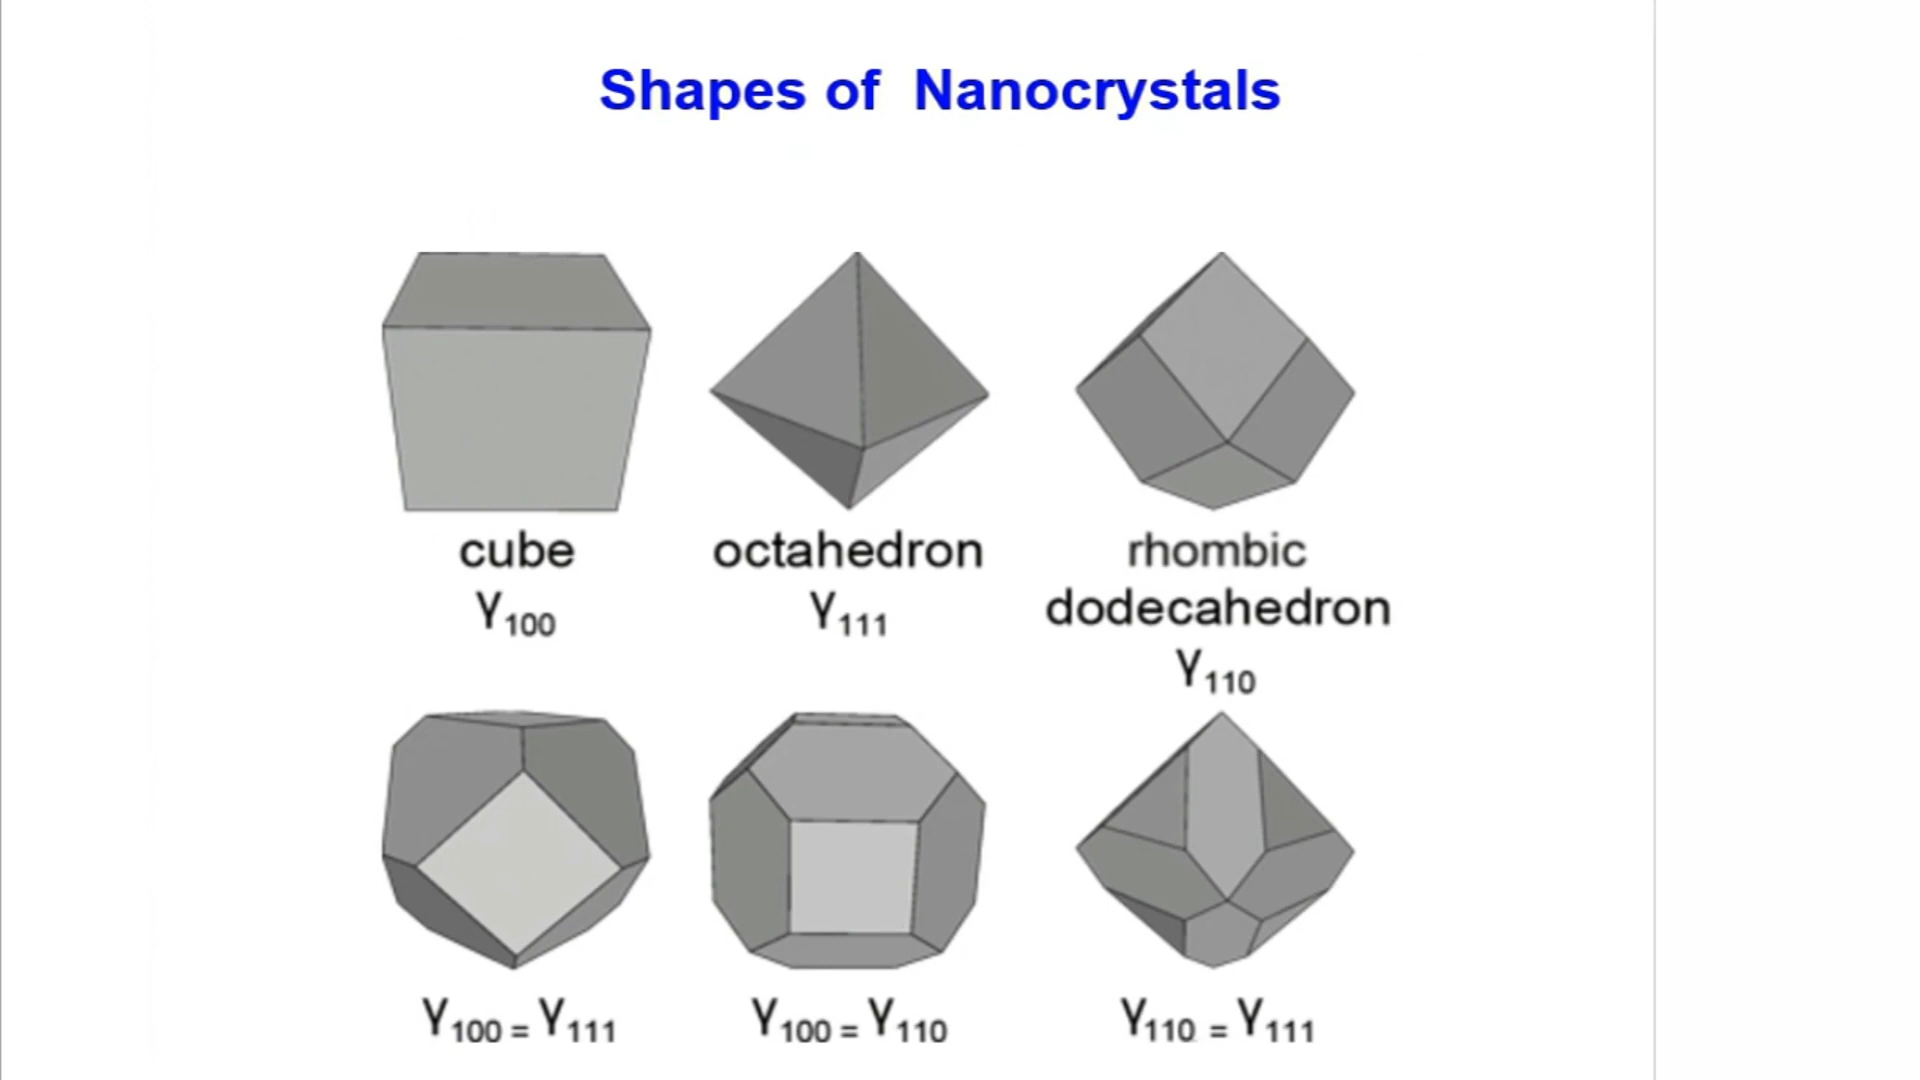 Shapes of Nanocrystals
cube
γ₁₀₀
octahedron
γ₁₁₁
rhombic
dodecahedron
γ₁₁₀
γ₁₀₀ = γ₁₁₁
γ₁₀₀ = γ₁₁₀
γ₁₁₀ = γ₁₁₁